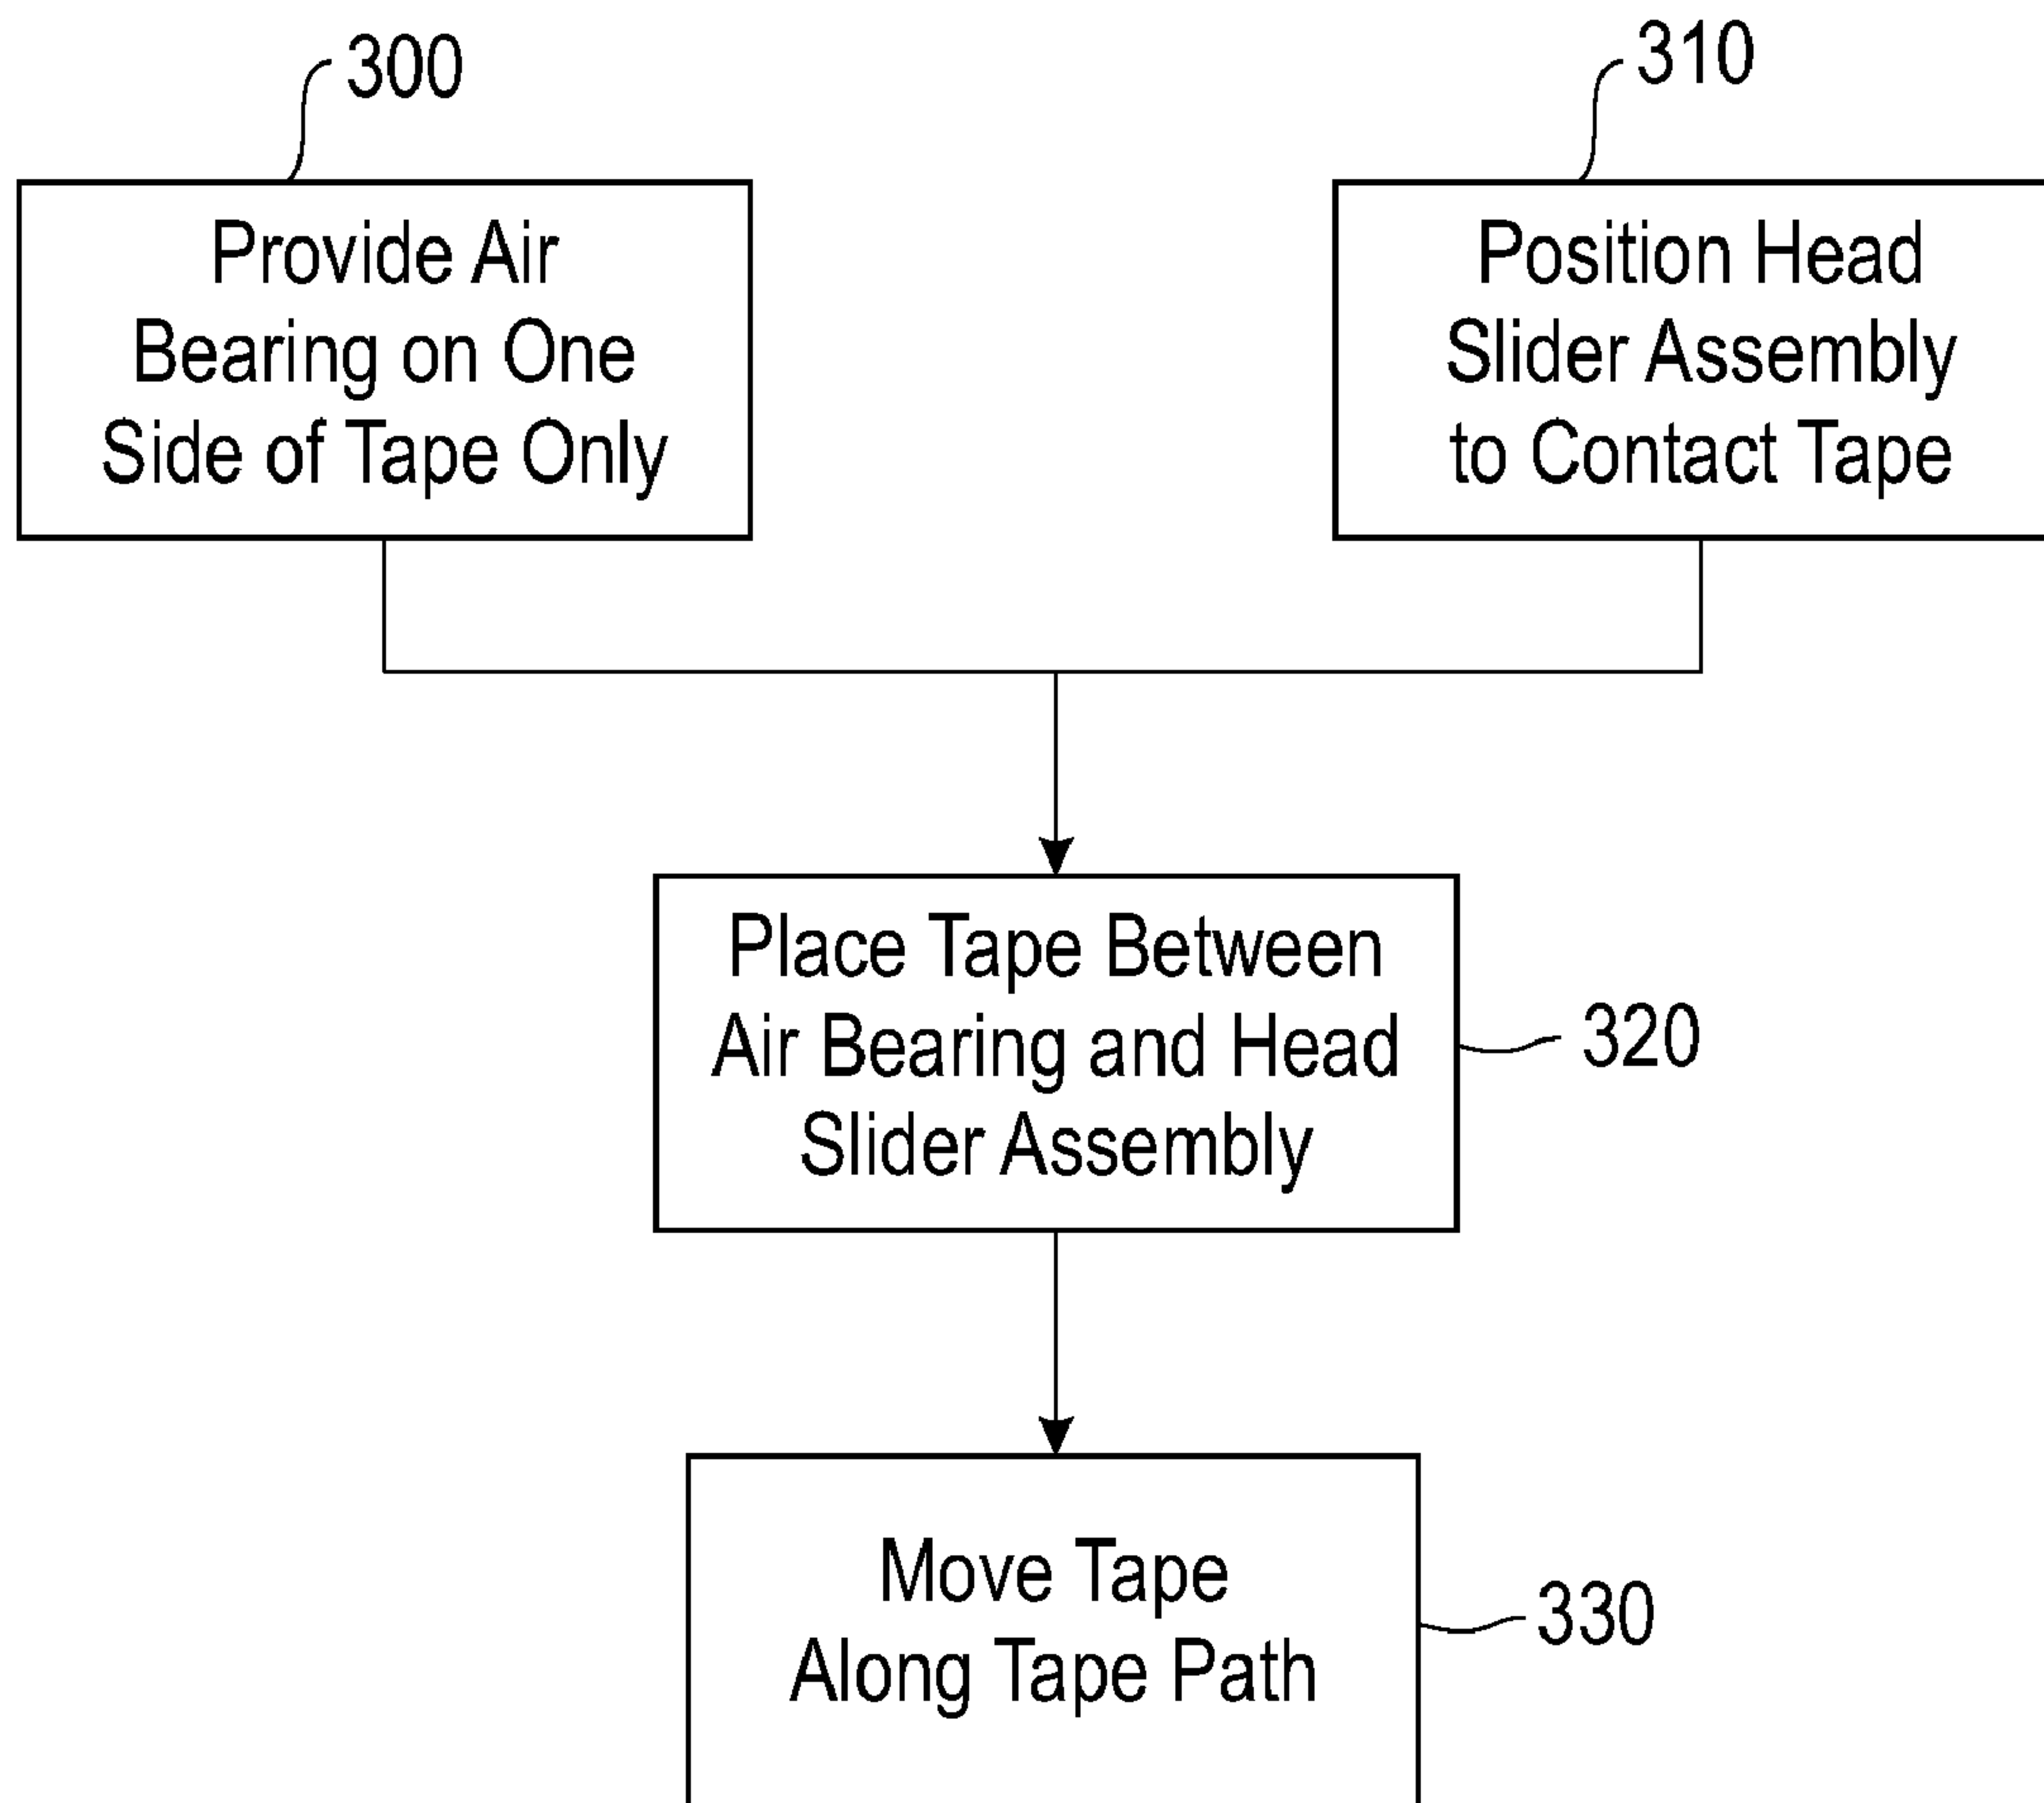 300
Provide Air
Bearing on One
Side of Tape Only
310
Position Head
Slider Assembly
to Contact Tape
Place Tape Between
Air Bearing and Head
Slider Assembly
320
Move Tape
Along Tape Path
330